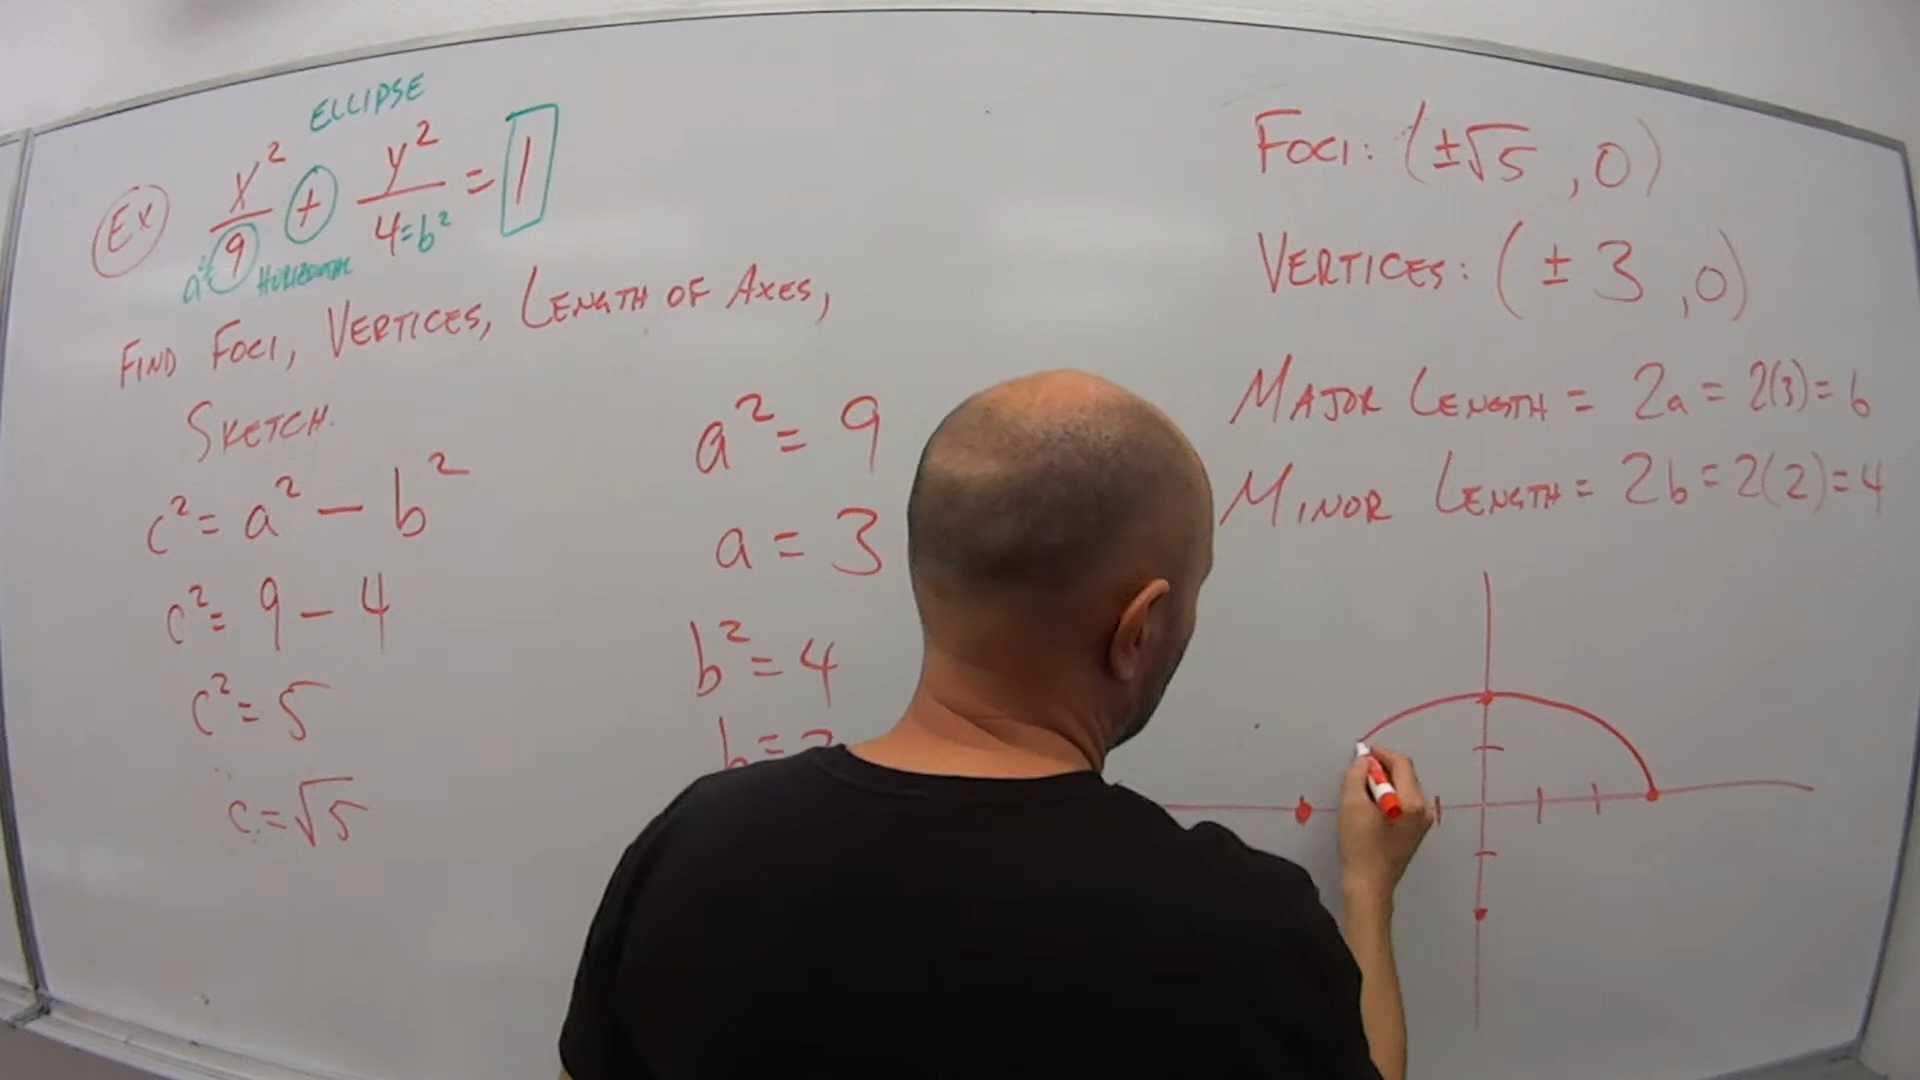 ELLIPSE
Ex x²/9 + y²/4=b² = 1
a²= HORIZONTAL
FIND FOCI, VERTICES, LENGTH OF AXES,
SKETCH.
c² = a² - b²
c² = 9 - 4
c² = 5
c = √5
a² = 9
a = 3
b² = 4
b = 2
FOCI: (±√5, 0)
VERTICES: (± 3, 0)
MAJOR LENGTH = 2a = 2(3) = 6
MINOR LENGTH = 2b = 2(2) = 4